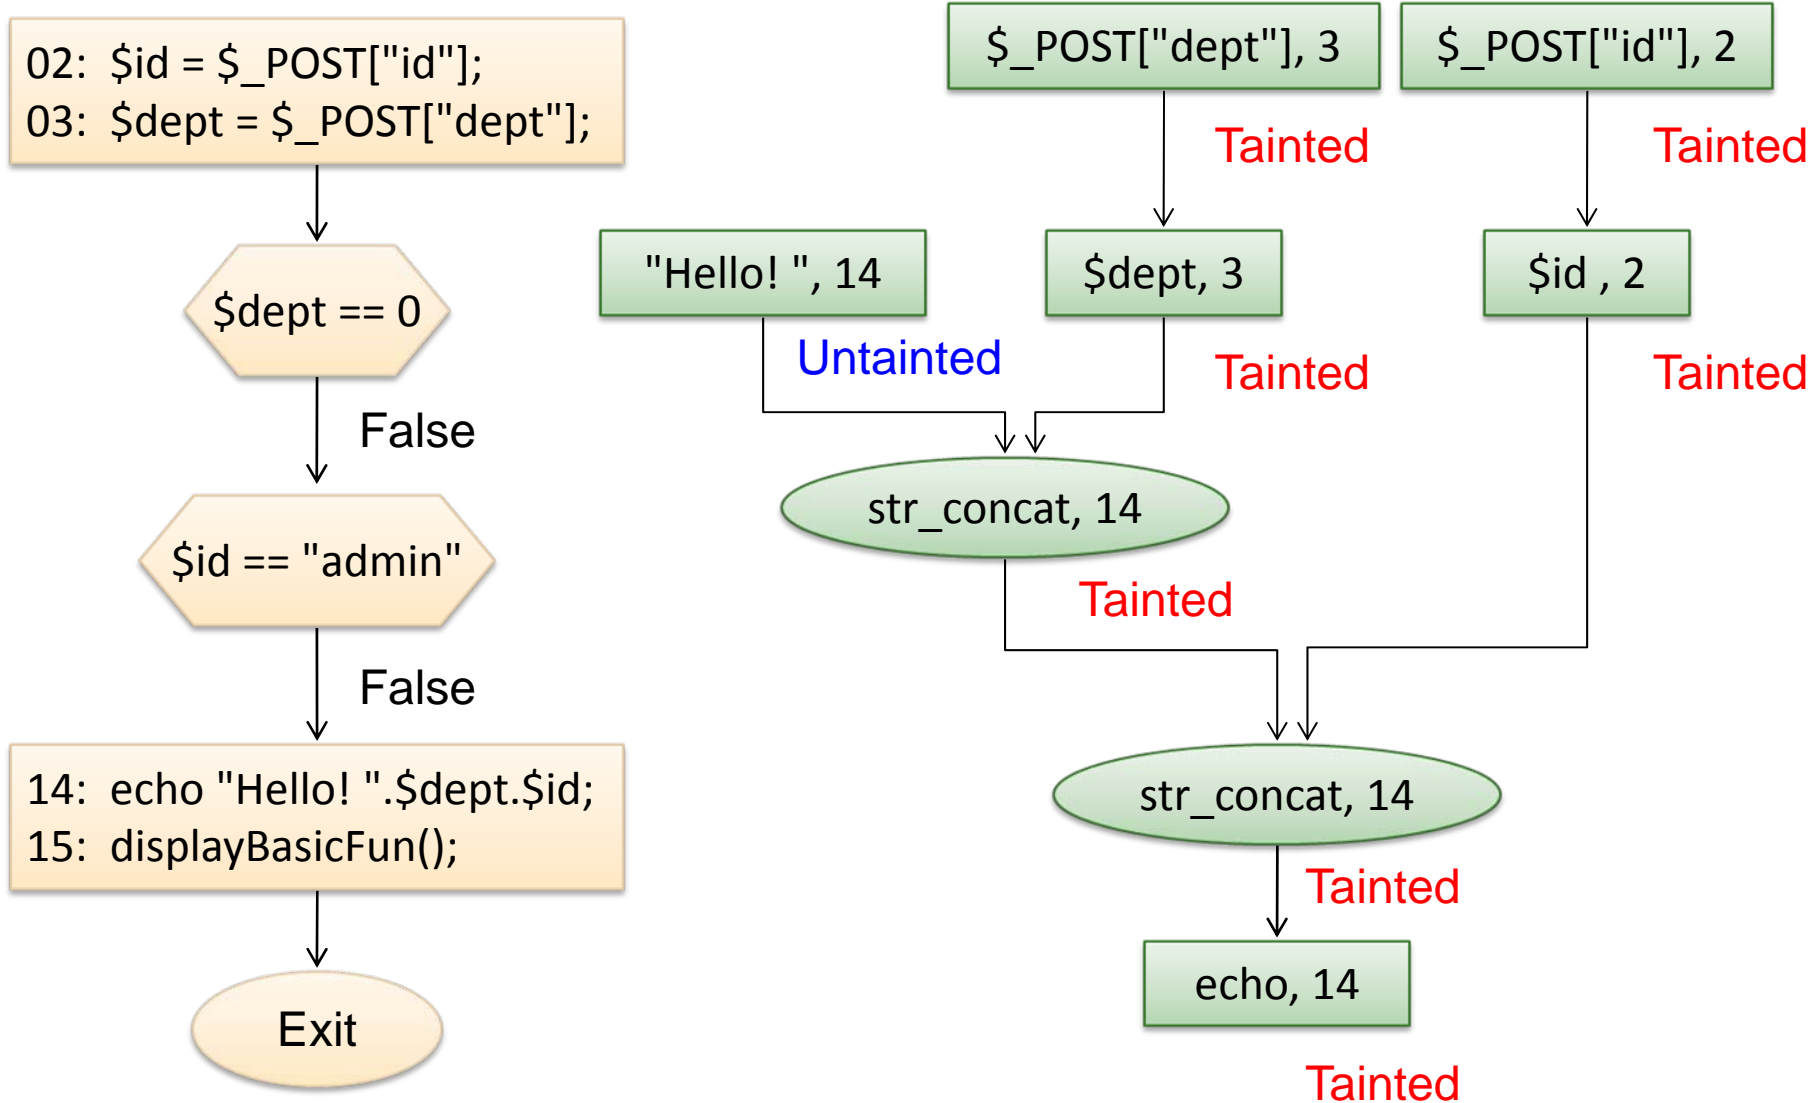 02: $id = $_POST["id"];
03: $dept = $_POST["dept"];
$dept == 0
False
$id == "admin"
False
14: echo "Hello! ".$dept.$id;
15: displayBasicFun();
Exit
$_POST["dept"], 3
$_POST["id"], 2
Tainted
Tainted
"Hello! ", 14
$dept, 3
$id , 2
Untainted
Tainted
Tainted
str_concat, 14
Tainted
str_concat, 14
Tainted
echo, 14
Tainted